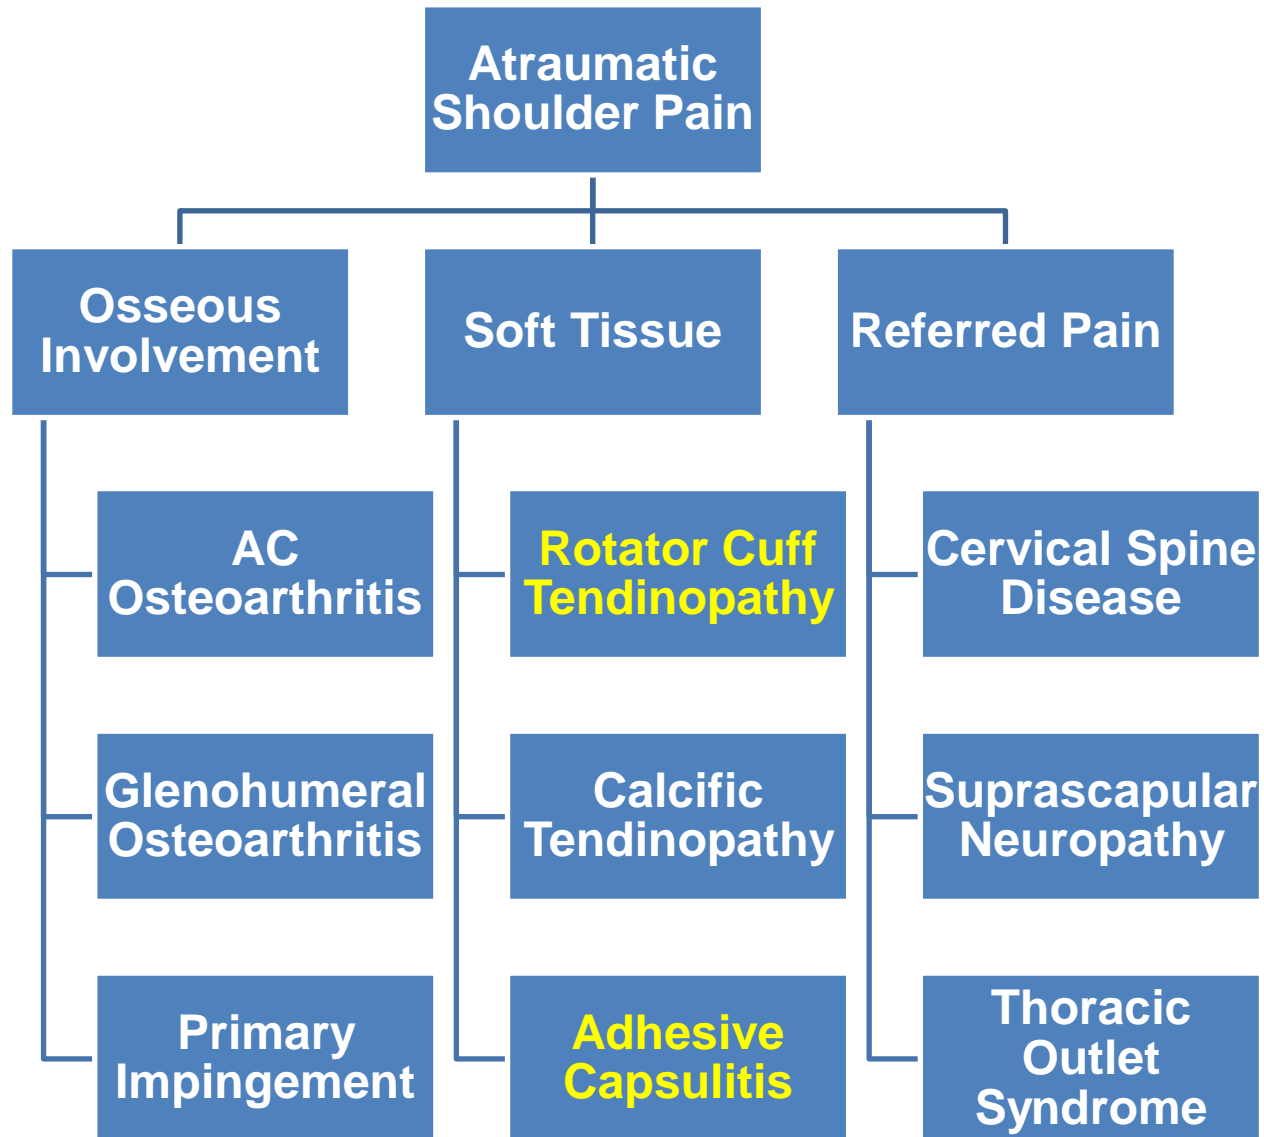 Atraumatic
Shoulder Pain
Osseous
Involvement
Soft Tissue
Referred Pain
AC
Osteoarthritis
Rotator Cuff
Tendinopathy
Cervical Spine
Disease
Glenohumeral
Osteoarthritis
Calcific
Tendinopathy
Suprascapular
Neuropathy
Primary
Impingement
Adhesive
Capsulitis
Thoracic
Outlet
Syndrome